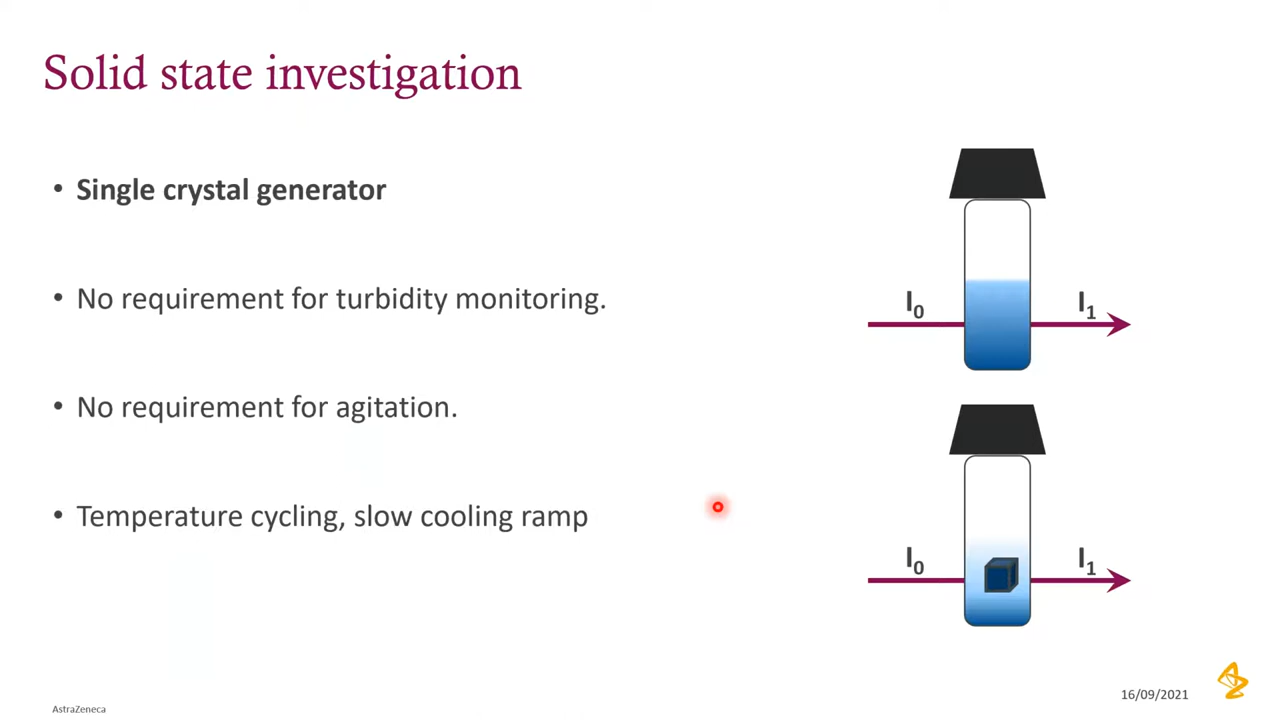 Solid state investigation
• Single crystal generator
• No requirement for turbidity monitoring.
• No requirement for agitation.
• Temperature cycling, slow cooling ramp
I0
I1
I0
I1
AstraZeneca
16/09/2021